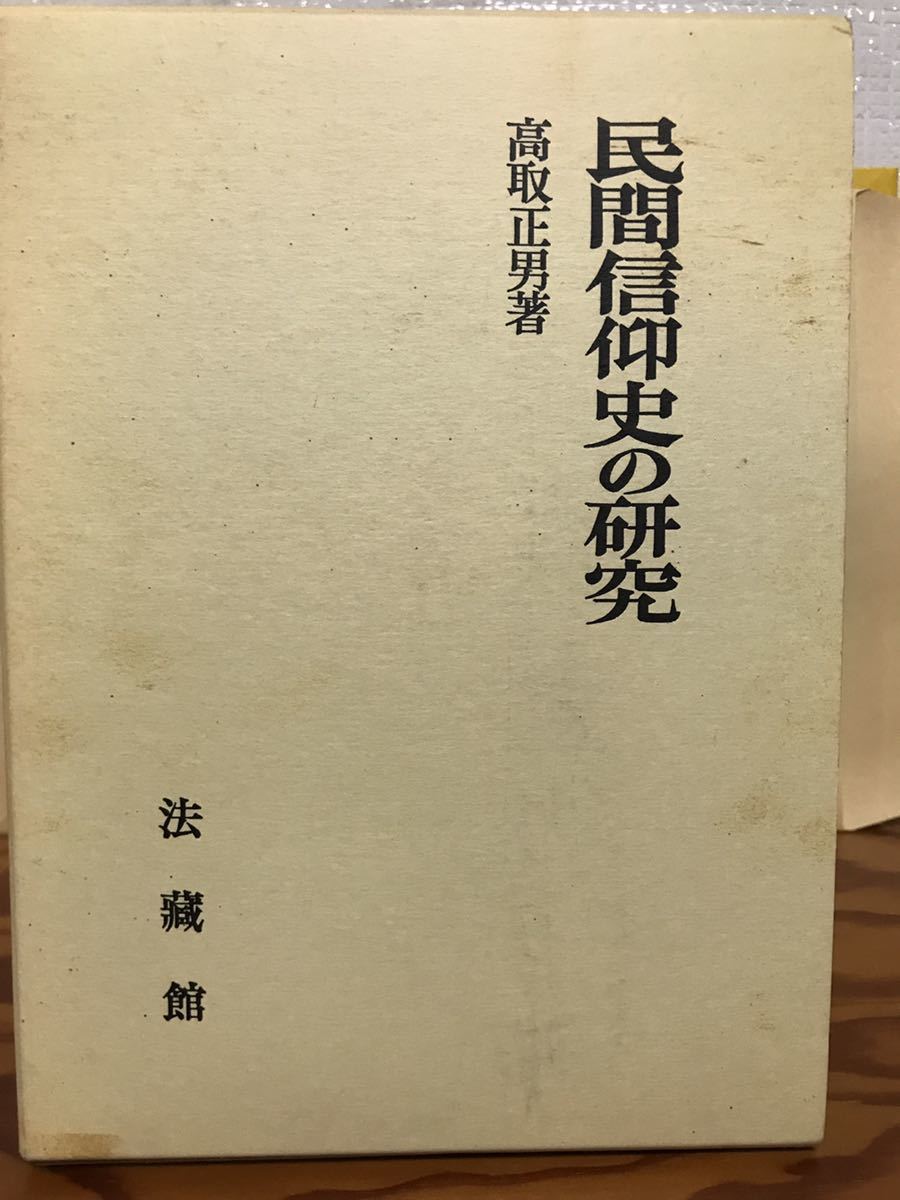 民間信仰史の研究
高取正男著
法藏館